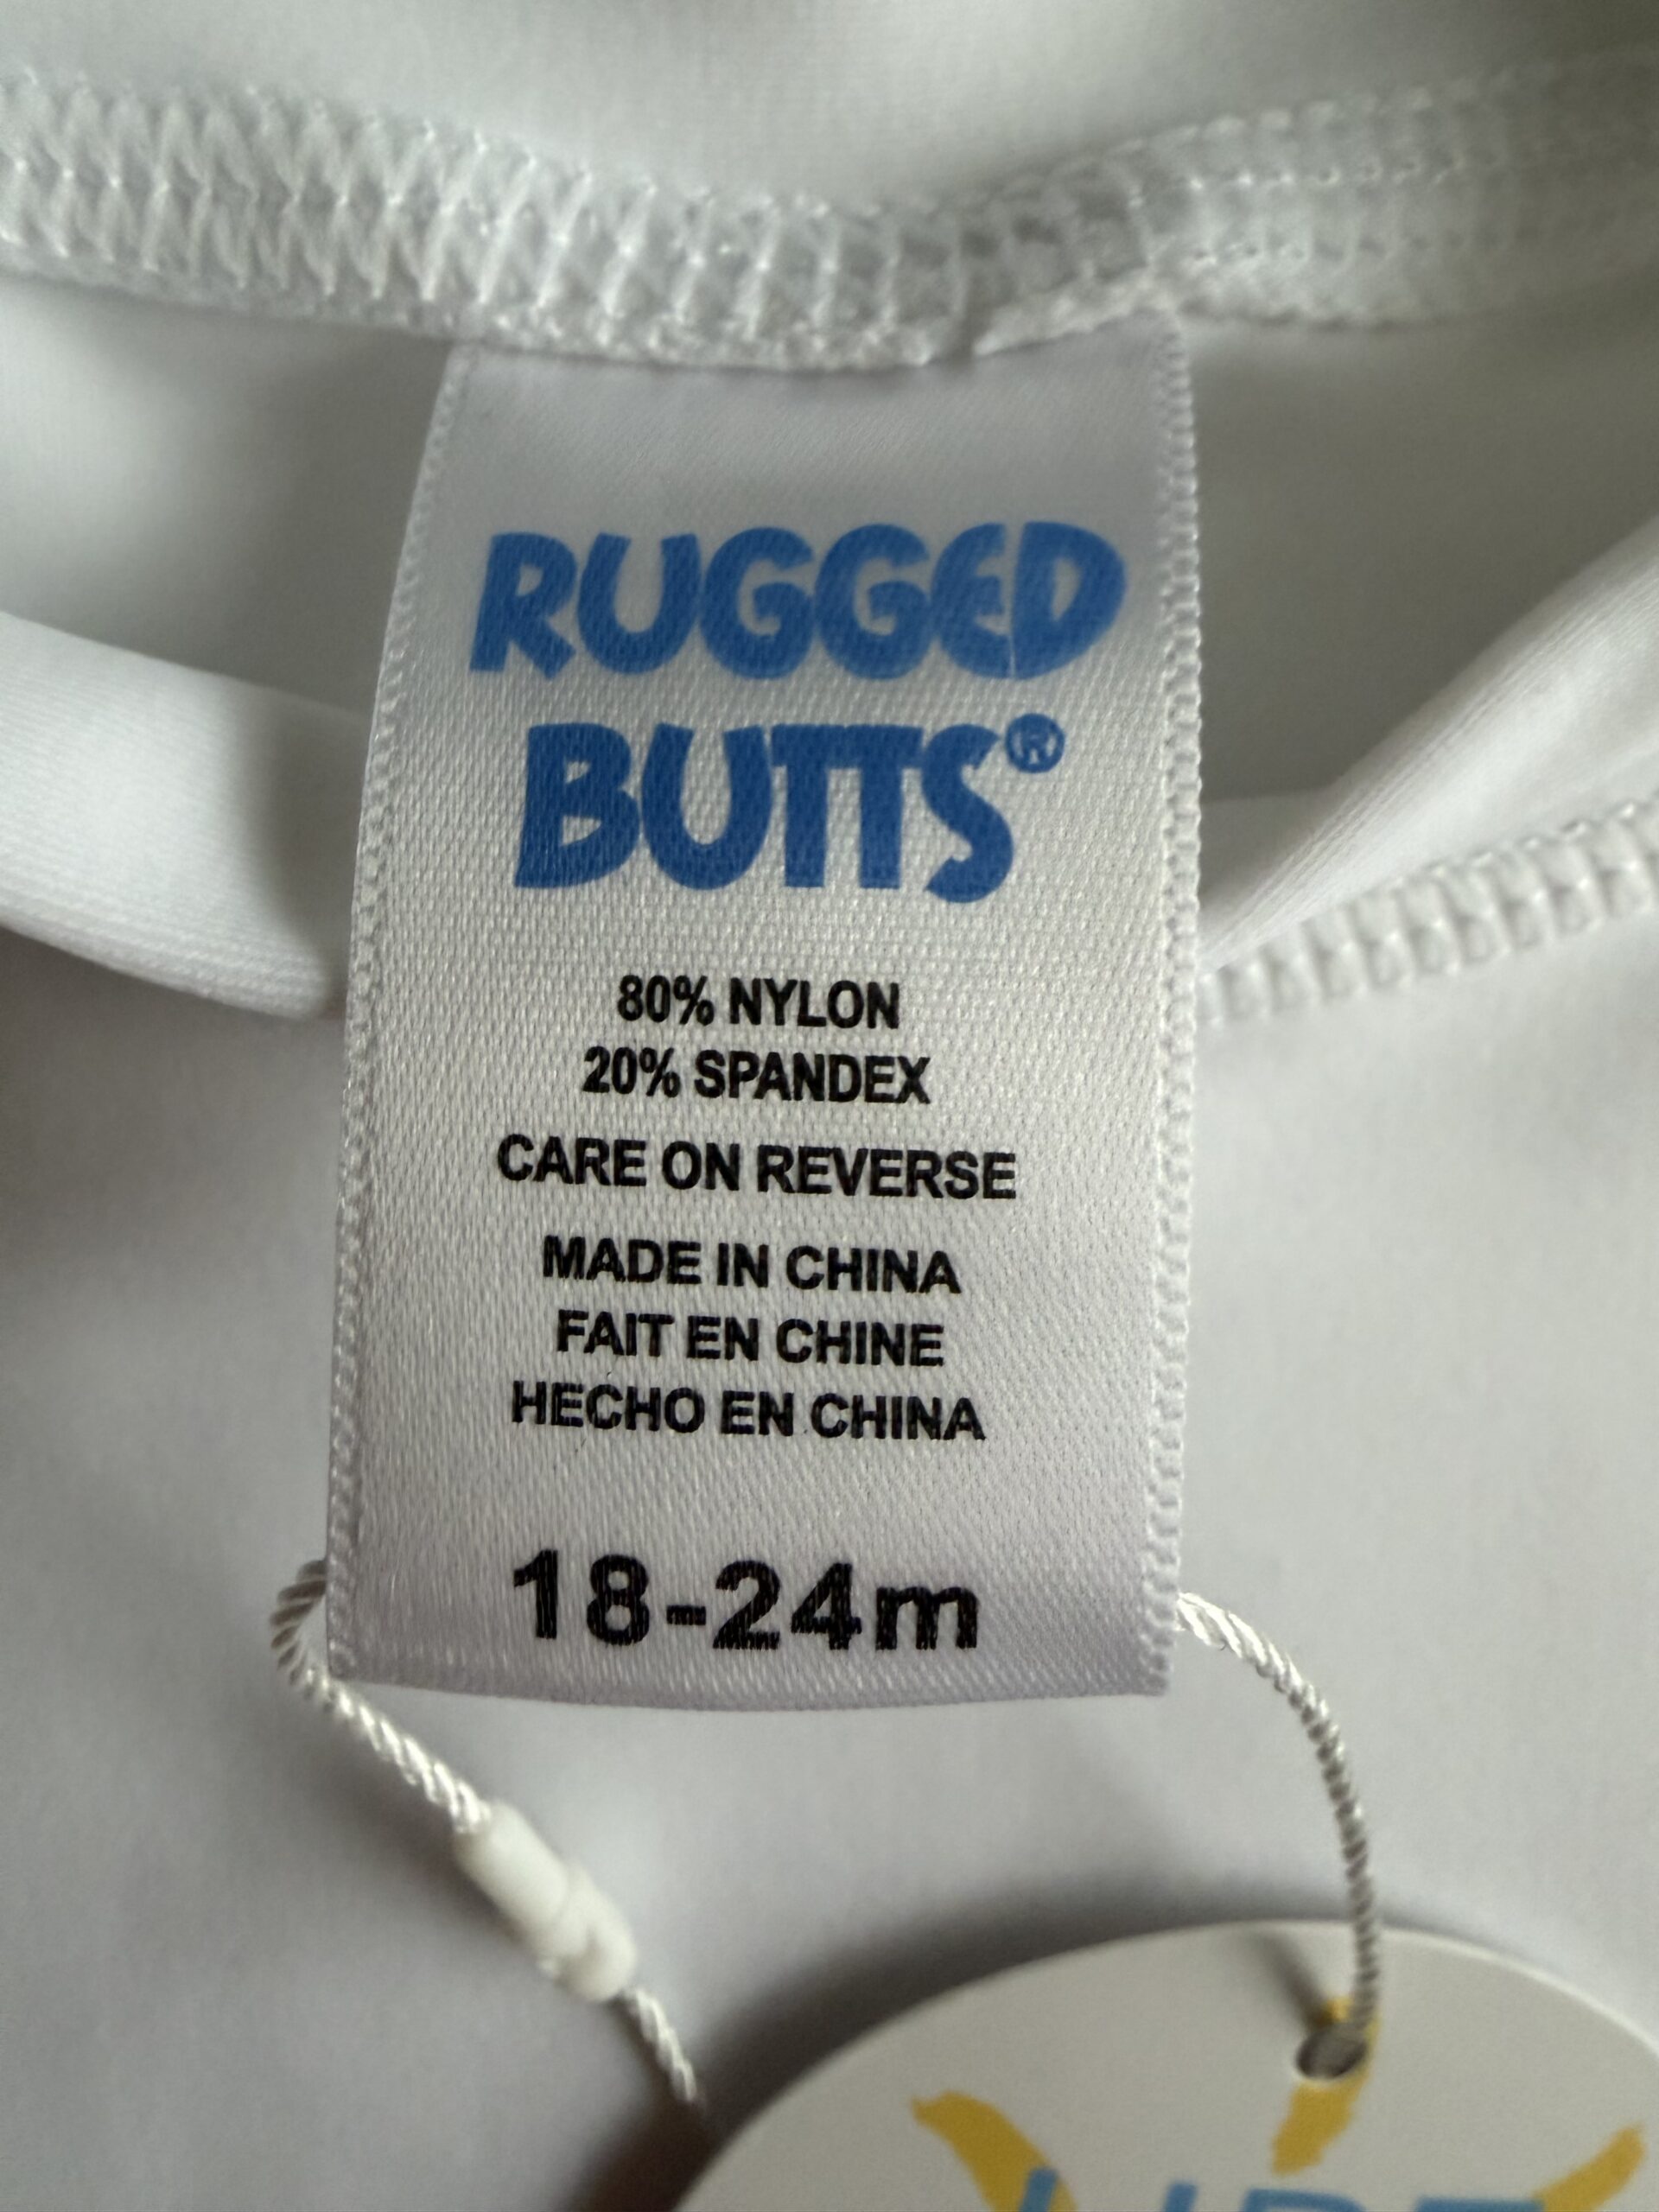 RUGGED
BUTTS®
80% NYLON
20% SPANDEX
CARE ON REVERSE
MADE IN CHINA
FAIT EN CHINE
HECHO EN CHINA
18-24m